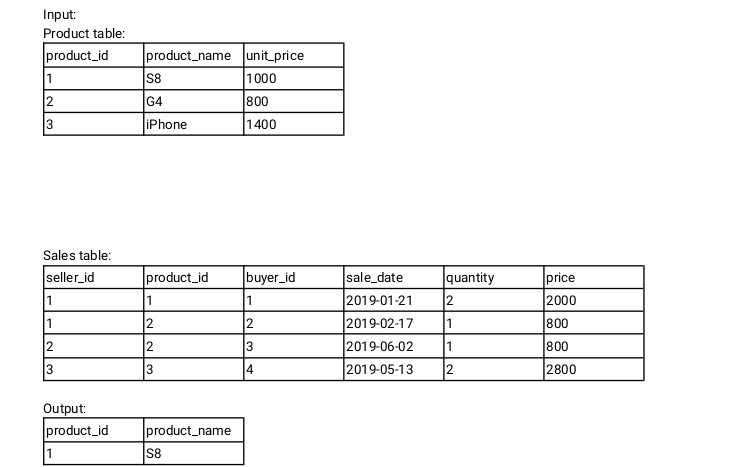 Input:
Product table:
product_id product_name unit_price
1 S8 1000
2 G4 800
3 iPhone 1400
Sales table:
seller_id product_id buyer_id sale_date quantity price
1 1 1 2019-01-21 2 2000
1 2 2 2019-02-17 1 800
2 2 3 2019-06-02 1 800
3 3 4 2019-05-13 2 2800
Output:
product_id product_name
1 S8